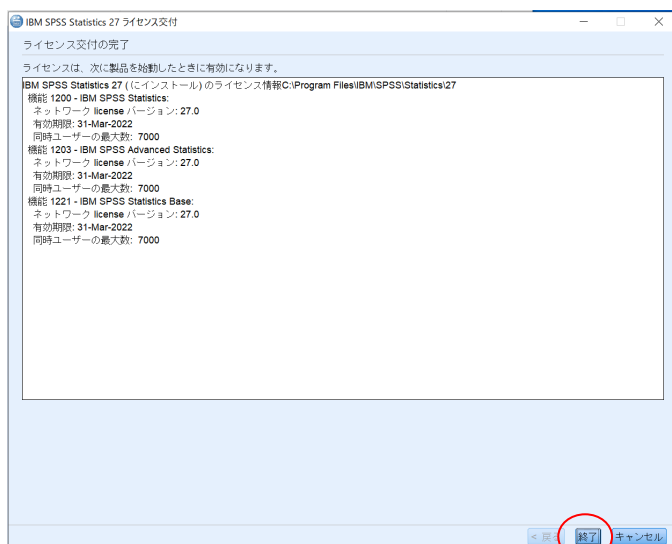 IBM SPSS Statistics 27 ライセンス交付
ライセンス交付の完了
ライセンスは、次に製品を始動したときに有効になります。
IBM SPSS Statistics 27 ( にインストール) のライセンス情報C:\Program Files\IBM\SPSS\Statistics\27
機能 1200 - IBM SPSS Statistics:
ネットワーク license バージョン: 27.0
有効期限: 31-Mar-2022
同時ユーザーの最大数: 7000
機能 1203 - IBM SPSS Advanced Statistics:
ネットワーク license バージョン: 27.0
有効期限: 31-Mar-2022
同時ユーザーの最大数: 7000
機能 1221 - IBM SPSS Statistics Base:
ネットワーク license バージョン: 27.0
有効期限: 31-Mar-2022
同時ユーザーの最大数: 7000
< 戻る 終了 キャンセル